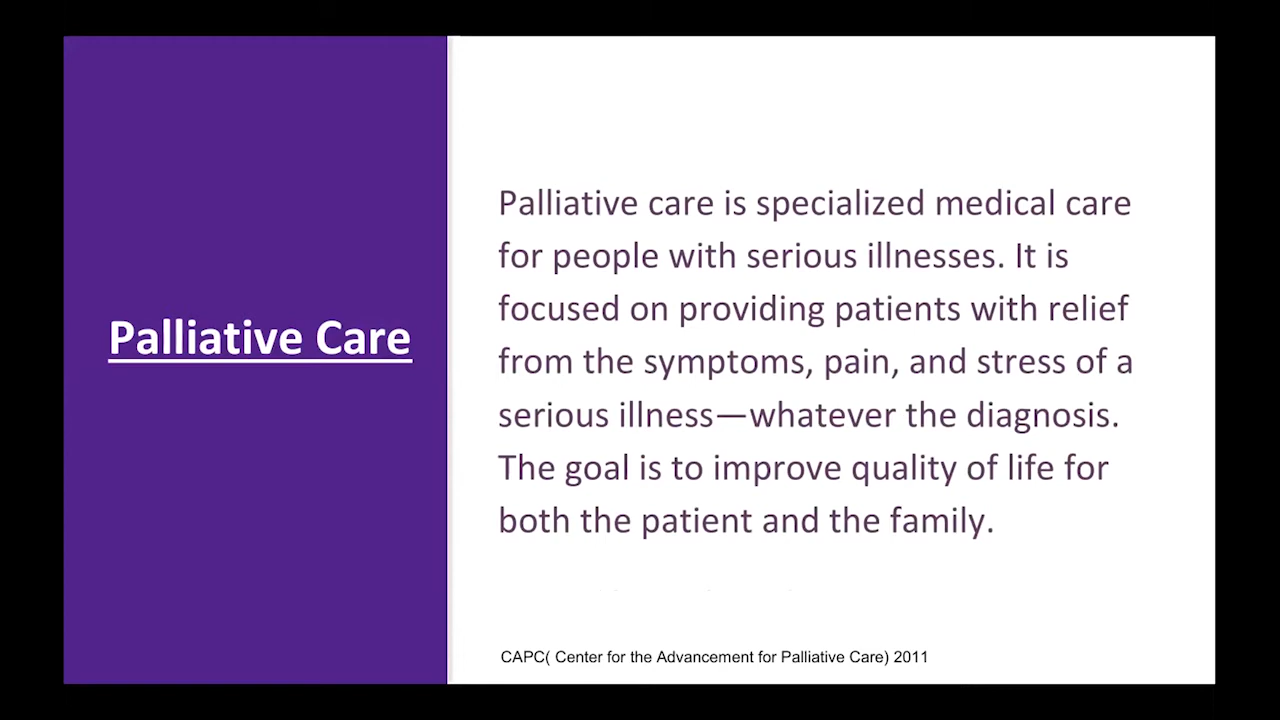 Palliative Care
Palliative care is specialized medical care
for people with serious illnesses. It is
focused on providing patients with relief
from the symptoms, pain, and stress of a
serious illness—whatever the diagnosis.
The goal is to improve quality of life for
both the patient and the family.
CAPC( Center for the Advancement for Palliative Care) 2011